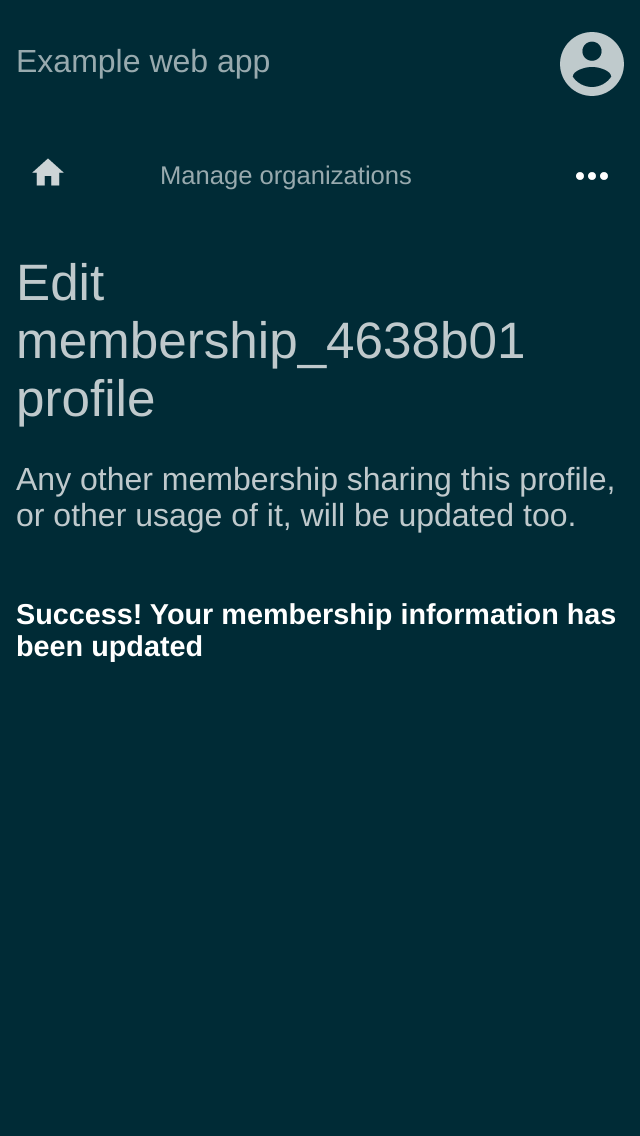 Example web app
Manage organizations
Edit
membership_4638b01
profile
Any other membership sharing this profile,
or other usage of it, will be updated too.
Success! Your membership information has
been updated